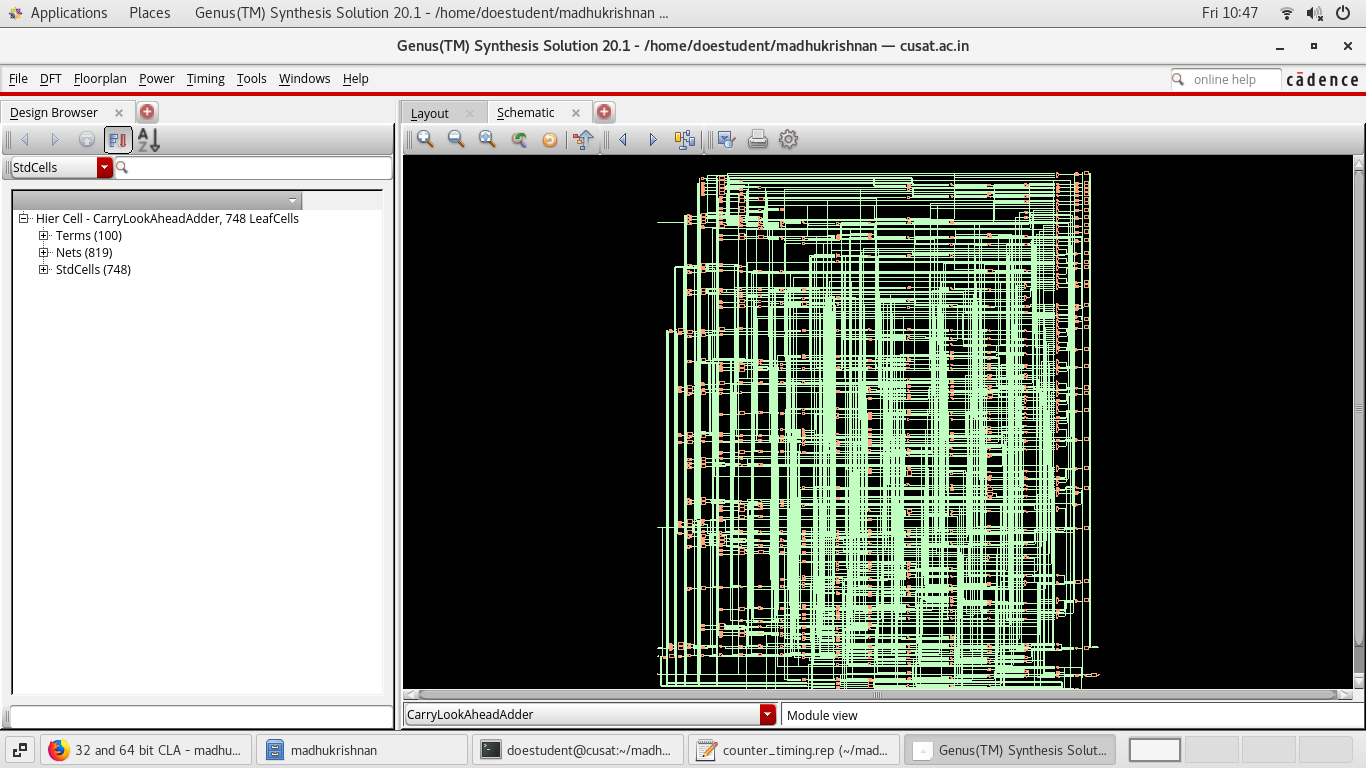 Applications Places Genus(TM) Synthesis Solution 20.1 - /home/doestudent/madhukrishnan ... Fri 10:47
Genus(TM) Synthesis Solution 20.1 - /home/doestudent/madhukrishnan — cusat.ac.in
File DFT Floorplan Power Timing Tools Windows Help online help cādence
Design Browser Layout Schematic
A
Z
StdCells
Hier Cell - CarryLookAheadAdder, 748 LeafCells
Terms (100)
Nets (819)
StdCells (748)
CarryLookAheadAdder Module view
32 and 64 bit CLA - madhu... madhukrishnan doestudent@cusat:~/madh... counter_timing.rep (~/mad... Genus(TM) Synthesis Solut...